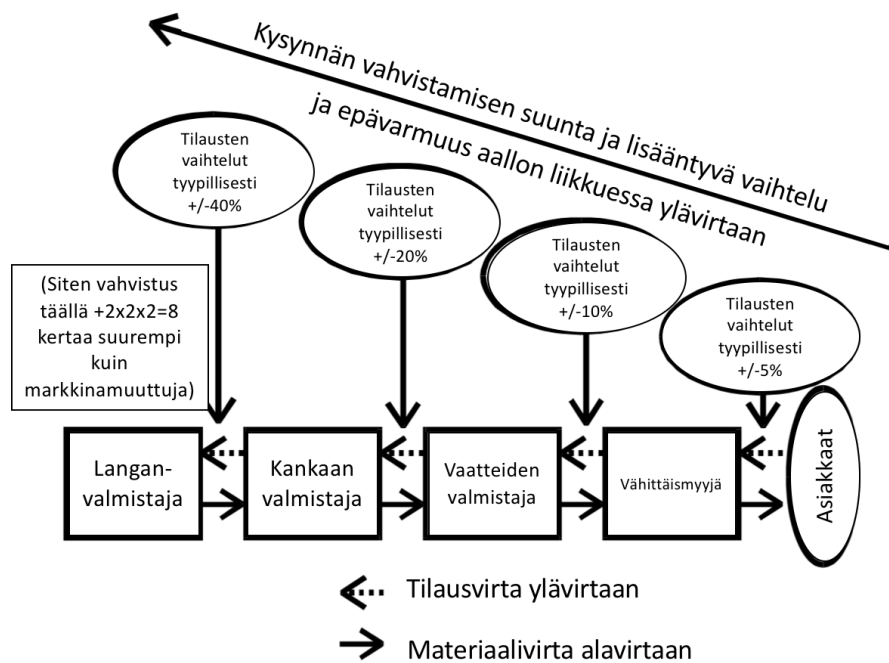 Kysynnän vahvistamisen suunta ja lisääntyvä vaihtelu
ja epävarmuus aallon liikkuessa ylävirtaan
Tilausten
vaihtelut
tyypillisesti
+/-40%
Tilausten
vaihtelut
tyypillisesti
+/-20%
Tilausten
vaihtelut
tyypillisesti
+/-10%
Tilausten
vaihtelut
tyypillisesti
+/-5%
(Siten vahvistus
täällä +2x2x2=8
kertaa suurempi
kuin
markkinamuuttuja)
Langan-
valmistaja
Kankaan
valmistaja
Vaatteiden
valmistaja
Vähittäismyyjä
Asiakkaat
Tilausvirta ylävirtaan
Materiaalivirta alavirtaan